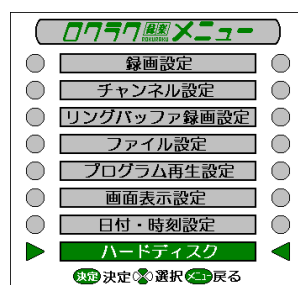 ロクラク 録楽 ROKURAKU メニュー
録画設定
チャンネル設定
リングバッファ録画設定
ファイル設定
プログラム再生設定
画面表示設定
日付・時刻設定
ハードディスク
決定 決定 選択 メニュー 戻る